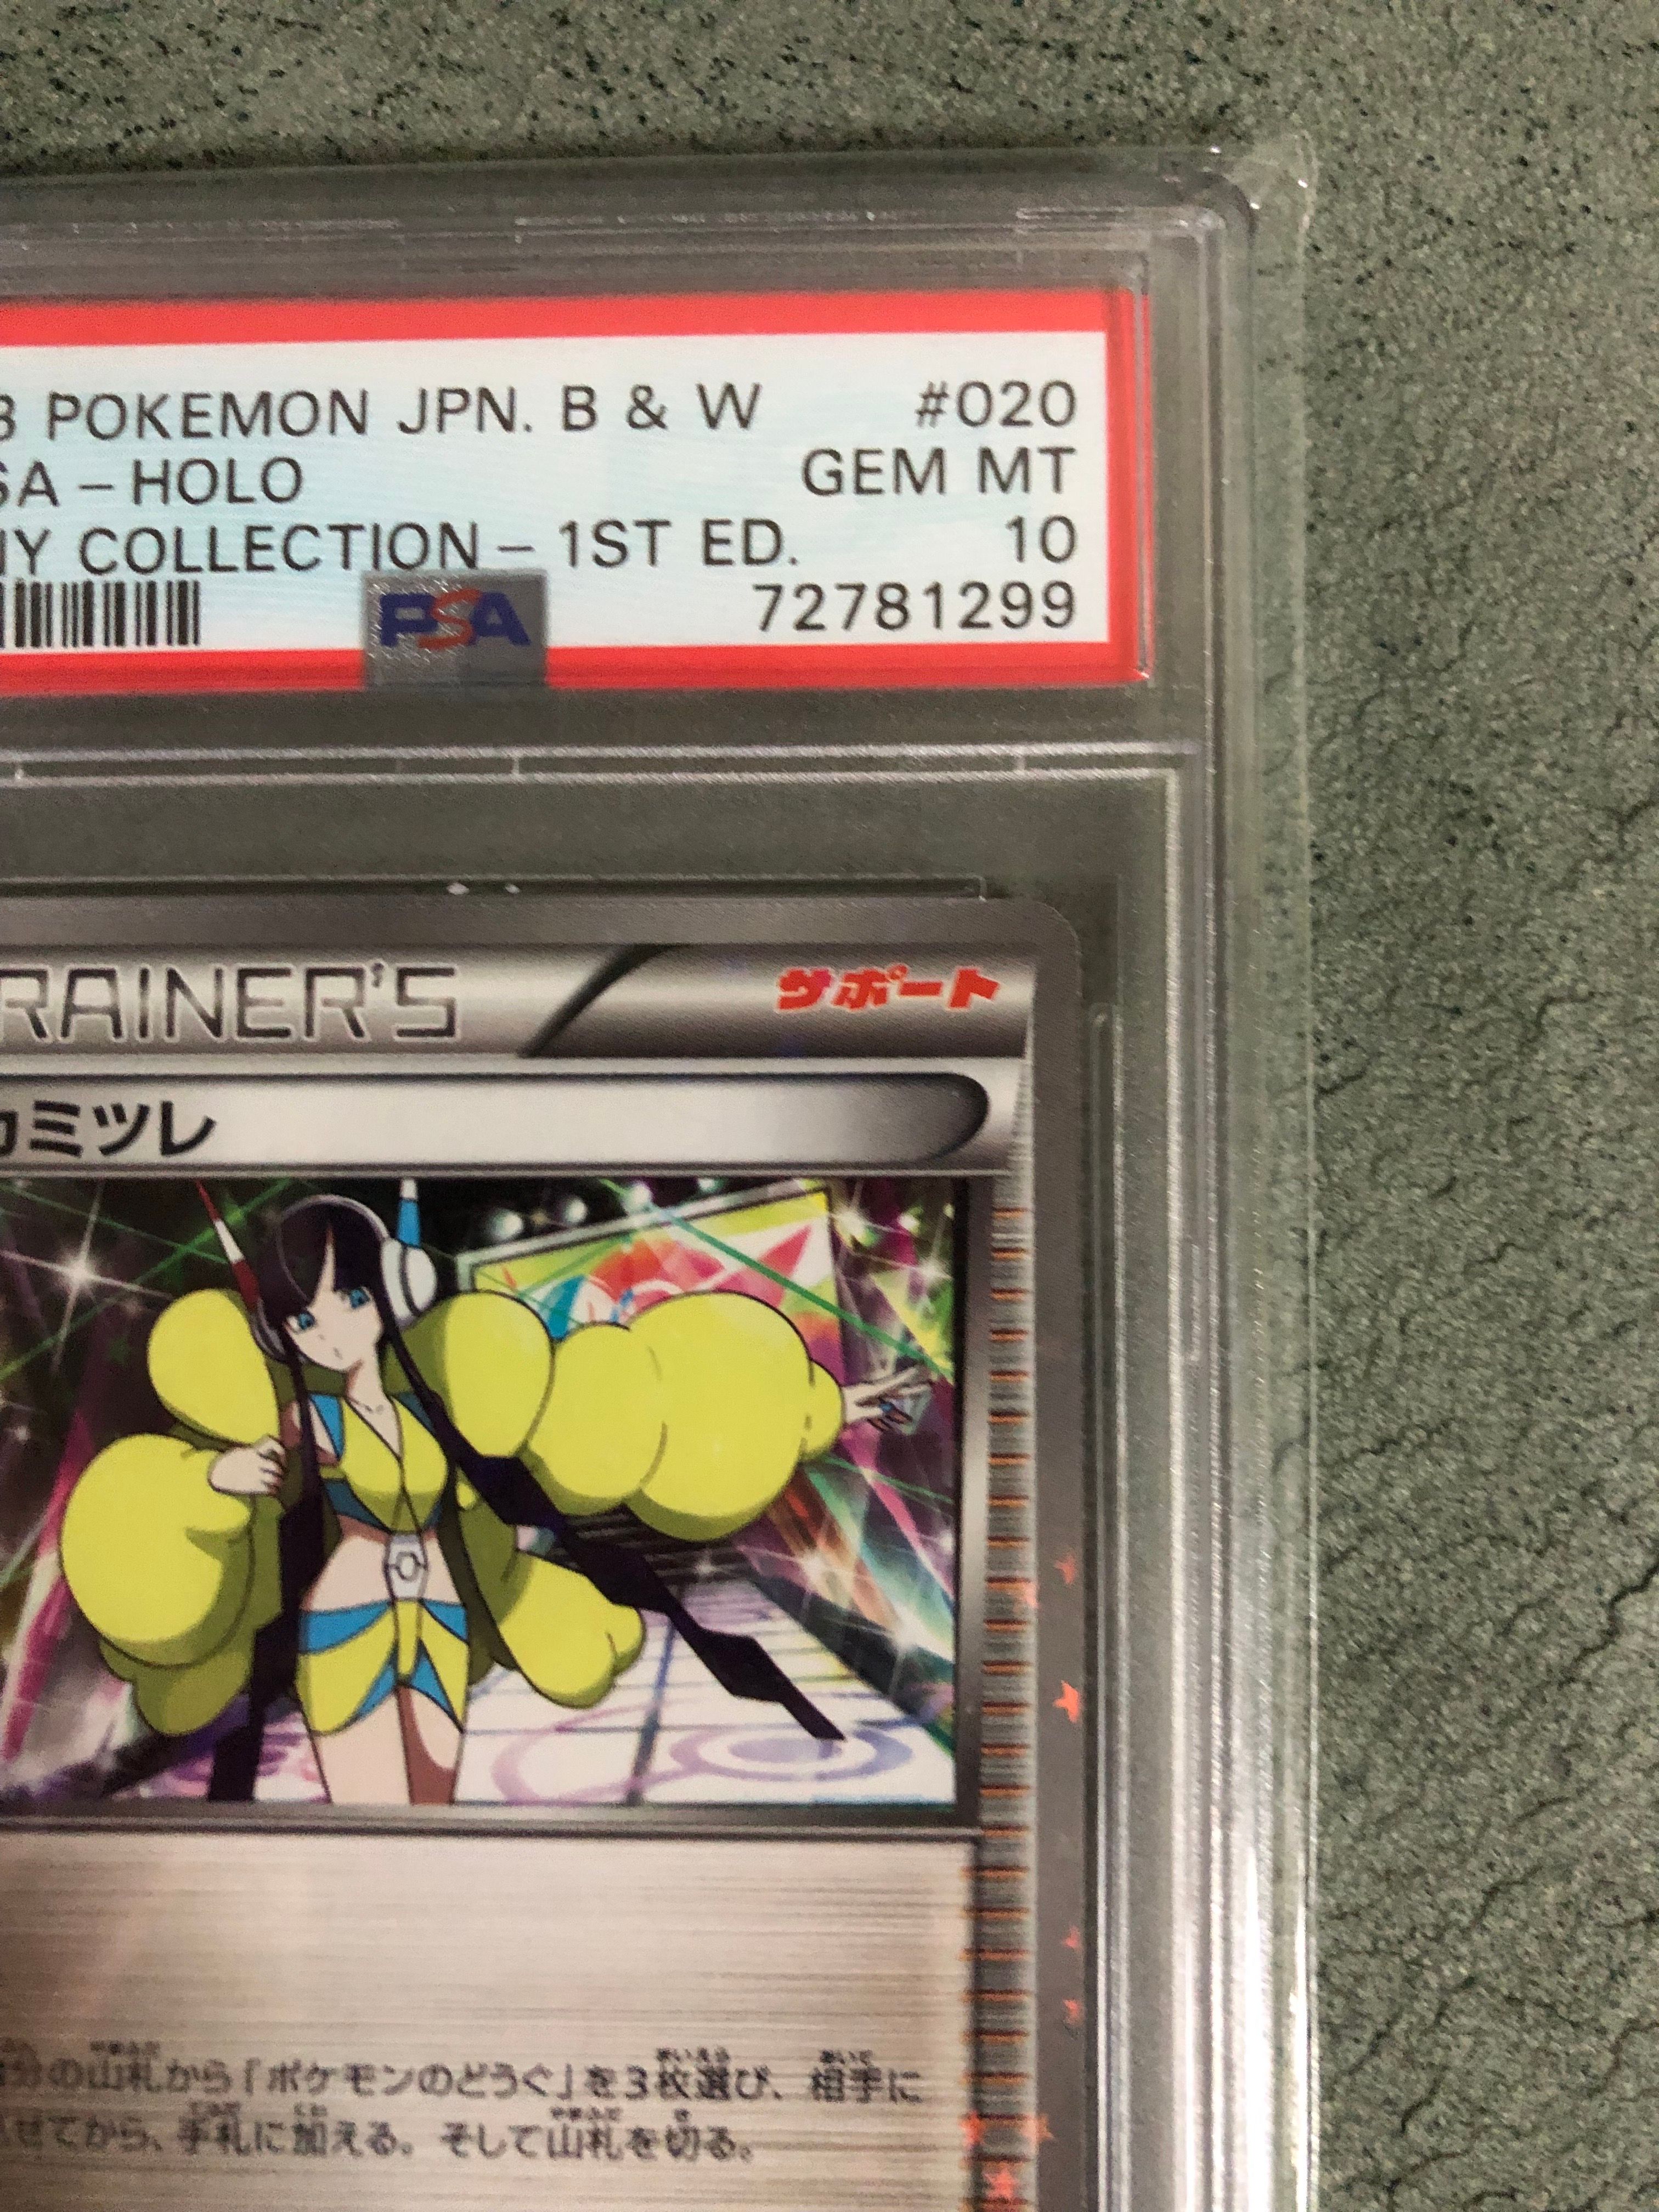 3 POKEMON JPN. B & W #020
SA - HOLO GEM MT
NY COLLECTION - 1ST ED. 10
PSA 72781299
RAINER'S サポート
カミツレ
分の山札から「ポケモンのどうぐ」を3枚選び、相手に
せてから、手札に加える。そして山札を切る。